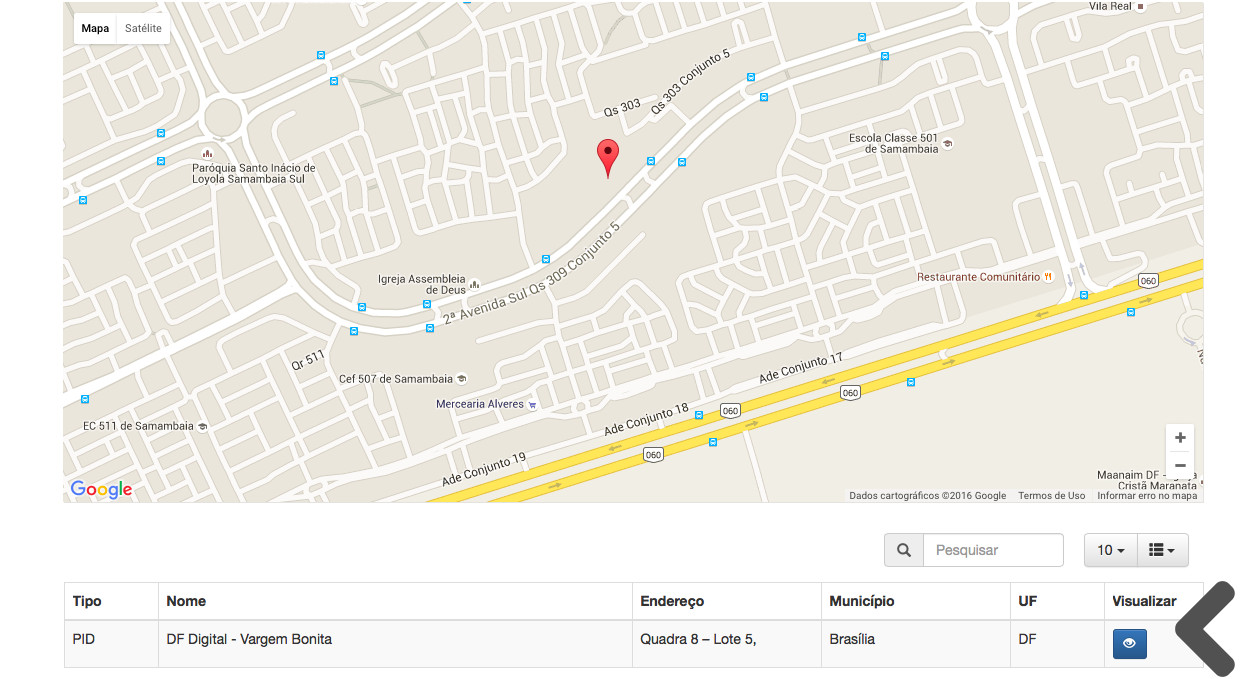 Mapa Satélite
Vila Real
Qs 303 Conjunto 5
Qs 303
Escola Classe 501
de Samambaia
Paróquia Santo Inácio de
Loyola Samambaia Sul
Igreja Assembleia
de Deus
2ª Avenida Sul Qs 309 Conjunto 5
Restaurante Comunitário
060
Qr 511
Cef 507 de Samambaia
Ade Conjunto 17
060
Mercearia Alveres
060
Ade Conjunto 18
EC 511 de Samambaia
060
Ade Conjunto 19
Maanaim DF -
Cristã Maranata
Google
Dados cartográficos ©2016 Google Termos de Uso Informar erro no mapa
Pesquisar 10
Tipo Nome Endereço Município UF Visualizar
PID DF Digital - Vargem Bonita Quadra 8 – Lote 5, Brasília DF